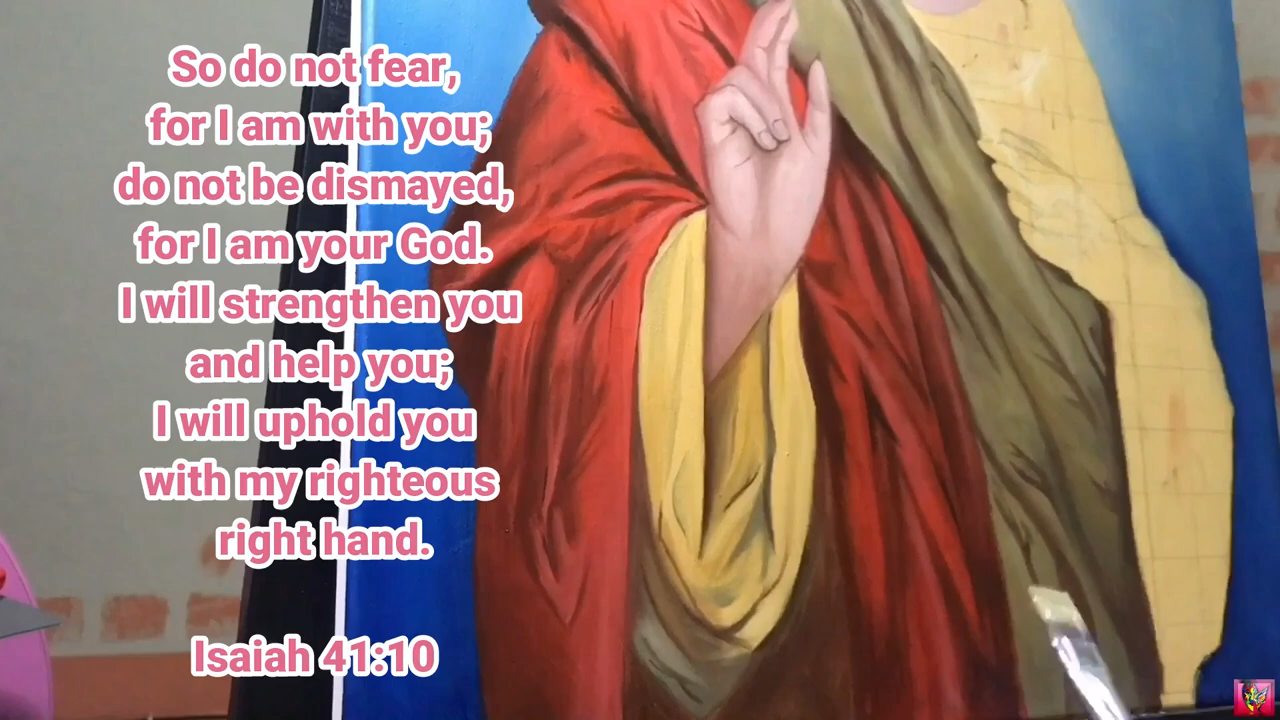 So do not fear,
for I am with you;
do not be dismayed,
for I am your God.
I will strengthen you
and help you;
I will uphold you
with my righteous
right hand.
Isaiah 41:10